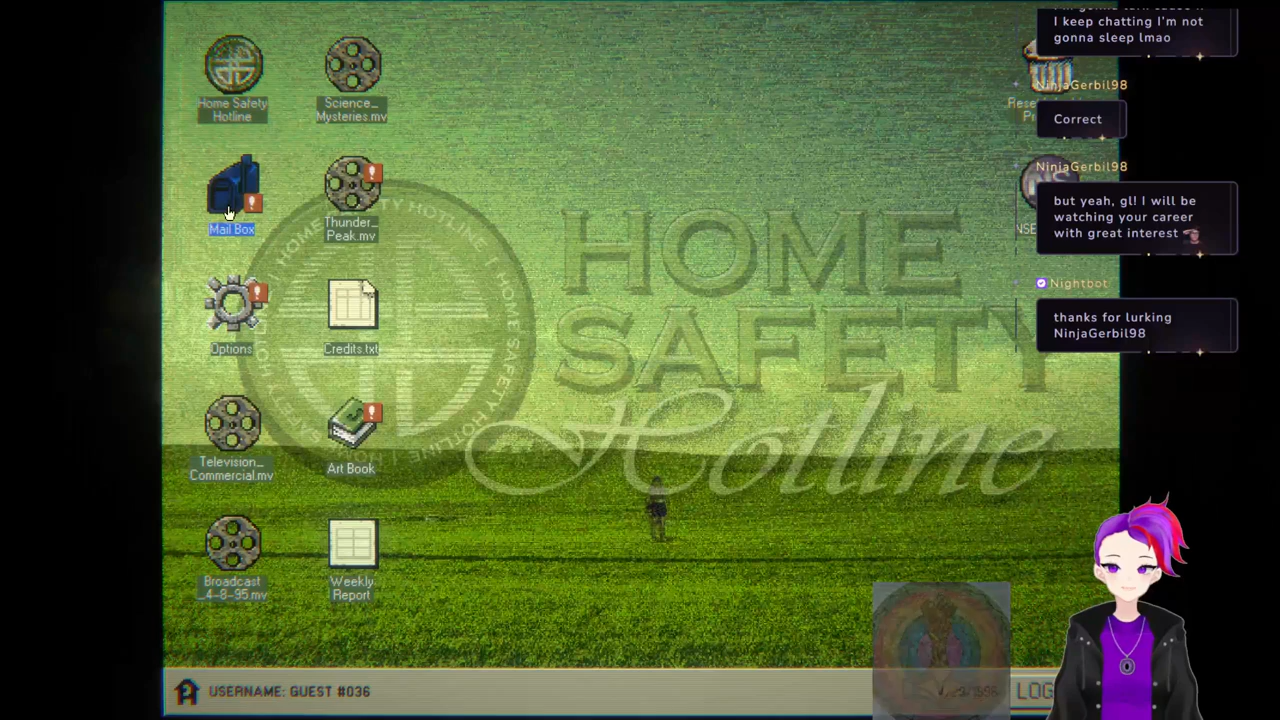 Home Safety
Hotline
Science_
Mysteries.mv
Mail Box
Thunder_
Peak.mv
Options
Credits.txt
Television_
Commercial.mv
Art Book
Broadcast
_4-8-95.mv
Weekly
Report
HOME
SAFETY
Hotline
HOME SAFETY HOTLINE
USERNAME: GUEST #036
LOG
I keep chatting I'm not
gonna sleep lmao
NinjaGerbil98
Correct
NinjaGerbil98
but yeah, gl! I will be
watching your career
with great interest
Nightbot
thanks for lurking
NinjaGerbil98